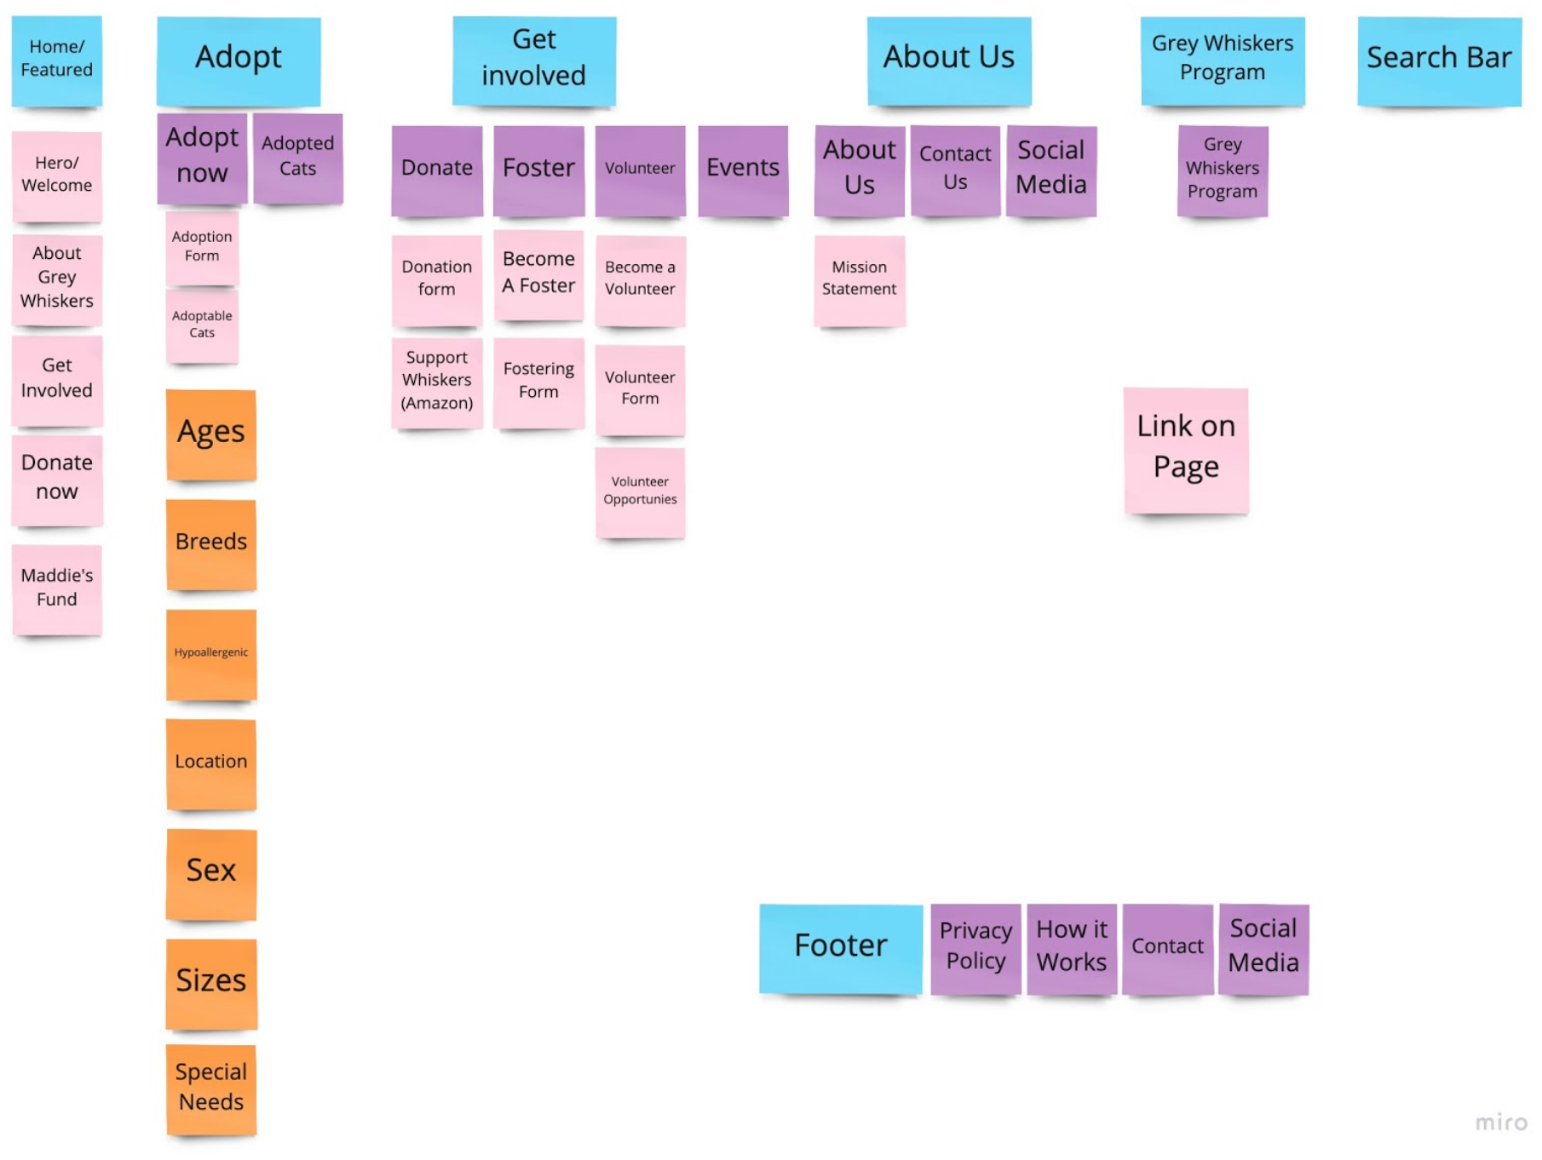 Home/
Featured
Adopt
Get
involved
About Us
Grey Whiskers
Program
Search Bar
Hero/
Welcome
About
Grey
Whiskers
Get
Involved
Donate
now
Maddie's
Fund
Adopt
now
Adopted
Cats
Adoption
Form
Adoptable
Cats
Ages
Breeds
Hypoallergenic
Location
Sex
Sizes
Special
Needs
Donate
Foster
Volunteer
Events
Donation
form
Become
A Foster
Become a
Volunteer
Support
Whiskers
(Amazon)
Fostering
Form
Volunteer
Form
Volunteer
Opportunies
About
Us
Contact
Us
Social
Media
Mission
Statement
Grey
Whiskers
Program
Link on
Page
Footer
Privacy
Policy
How it
Works
Contact
Social
Media
miro